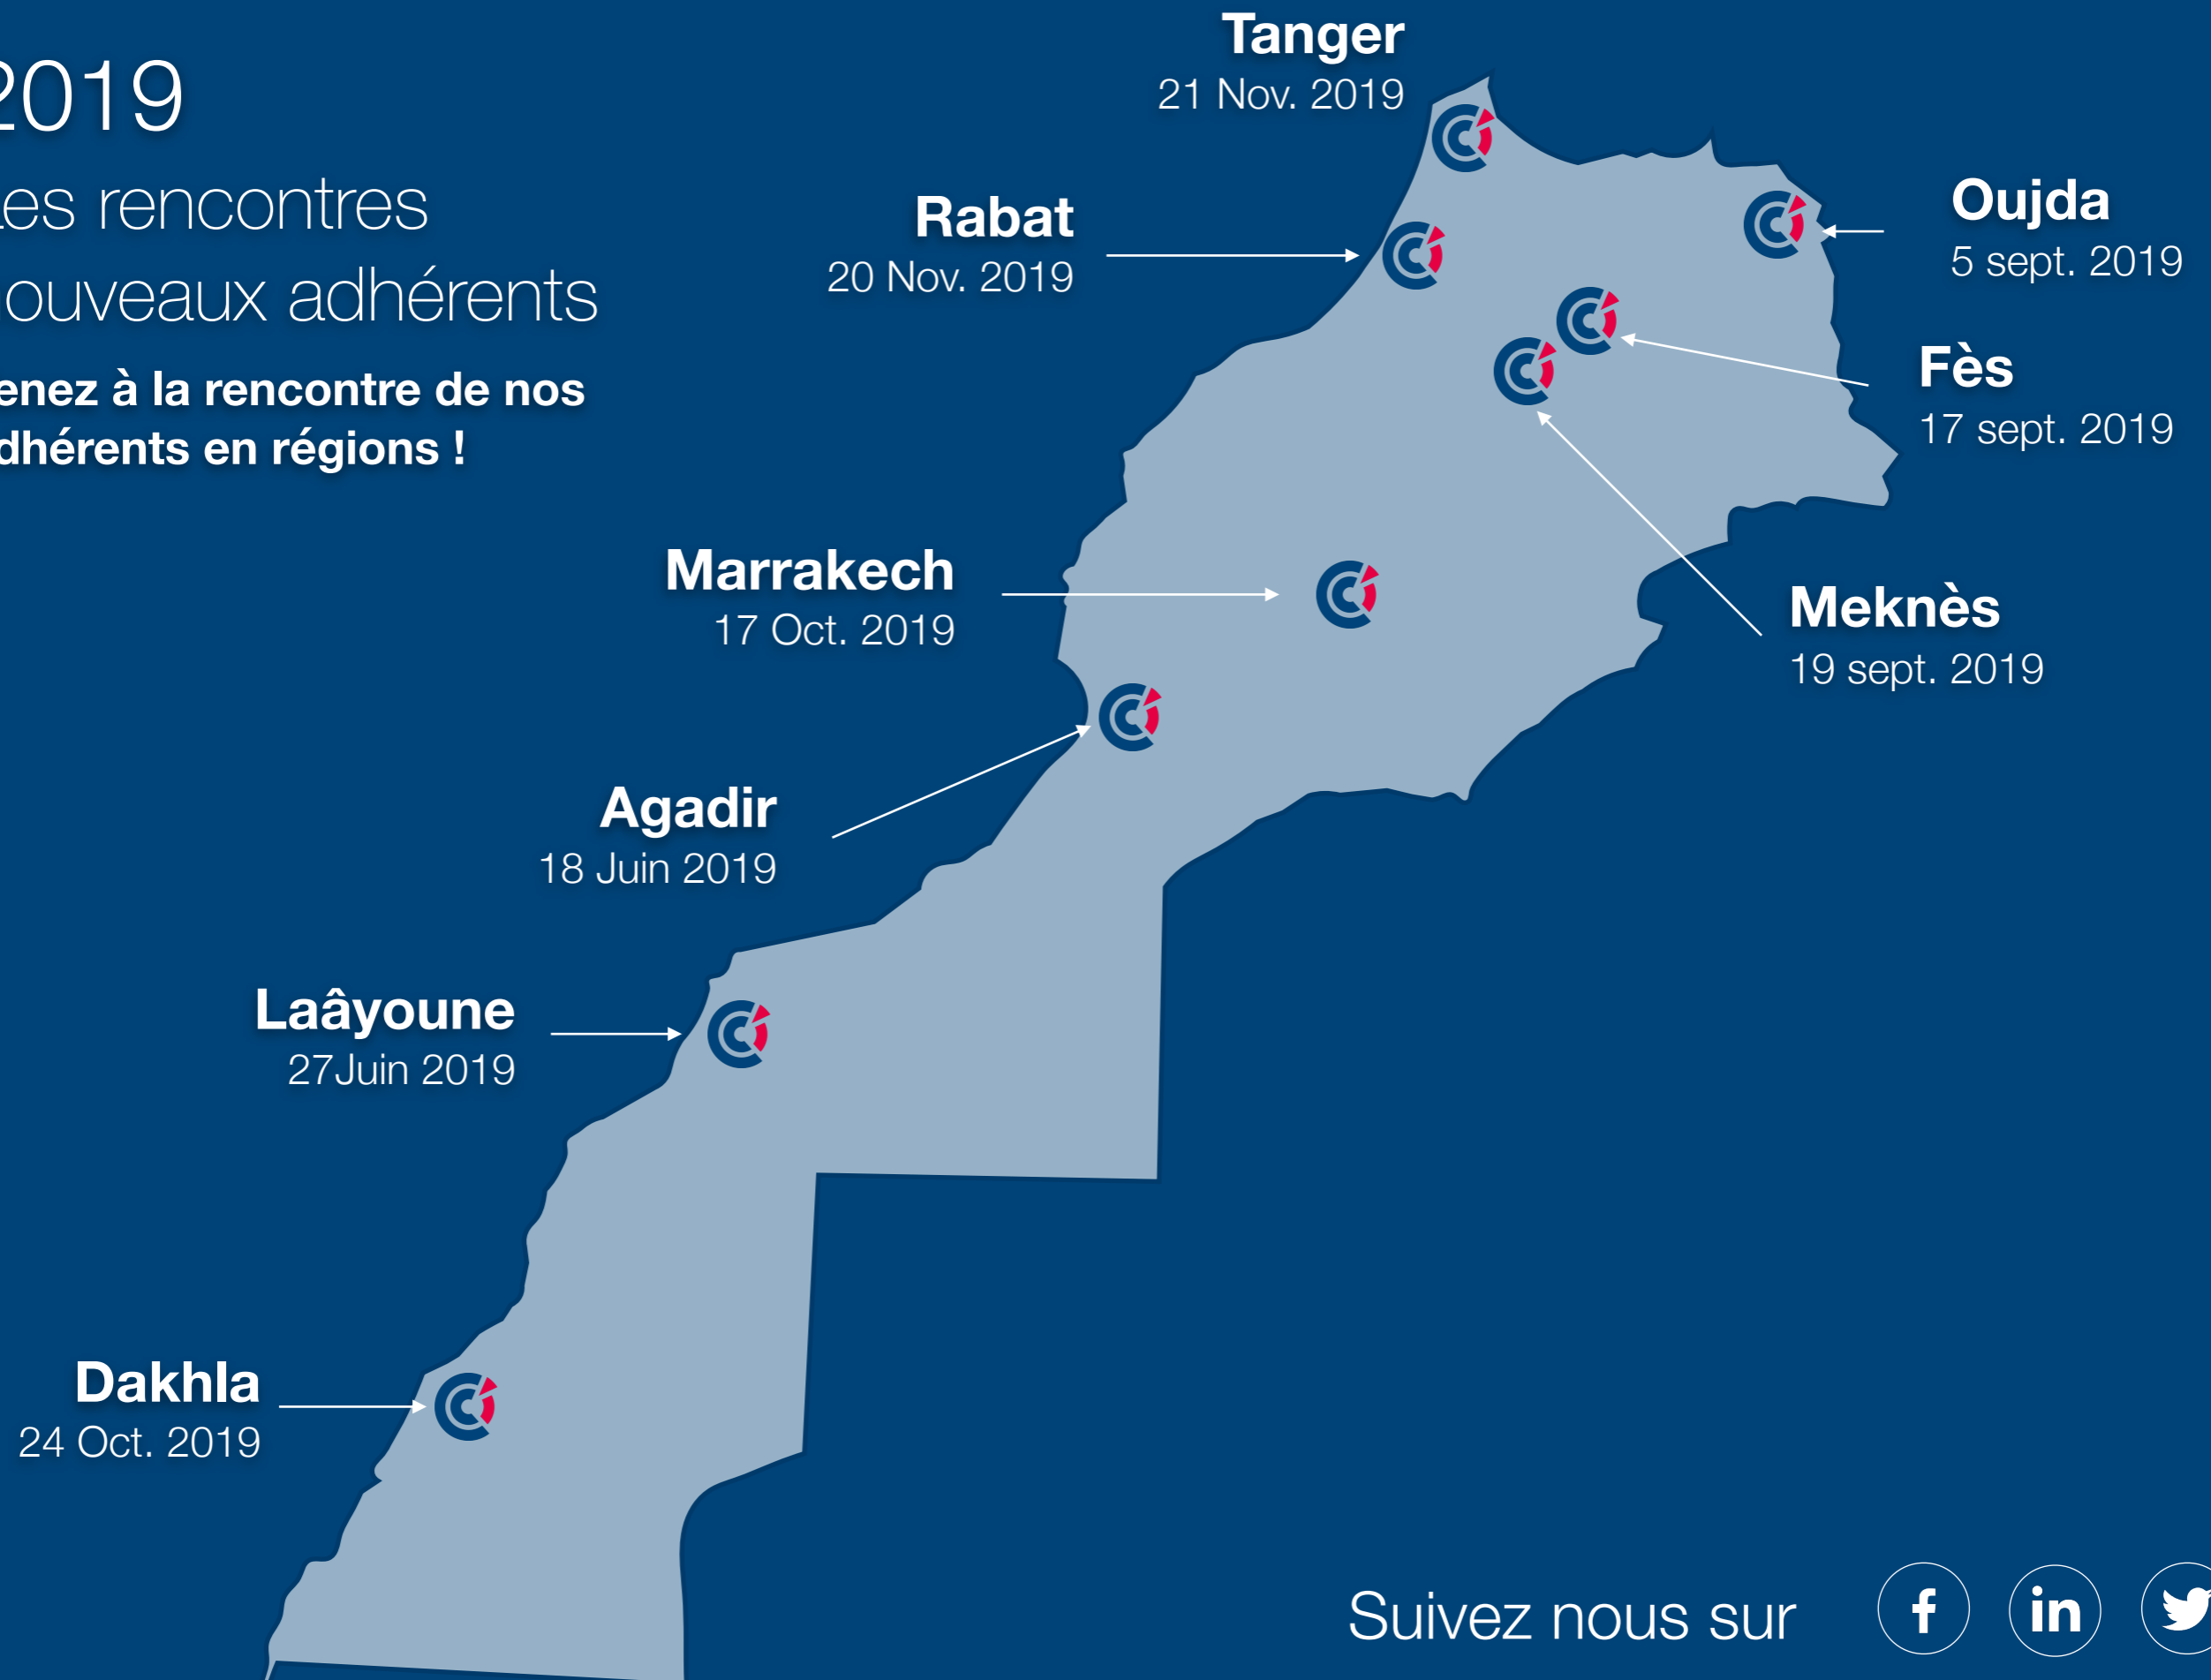 2019
es rencontres
ouveaux adhérents
enez à la rencontre de nos
dhérents en régions !
Tanger
21 Nov. 2019
Rabat
20 Nov. 2019
Oujda
5 sept. 2019
Fès
17 sept. 2019
Marrakech
17 Oct. 2019
Meknès
19 sept. 2019
Agadir
18 Juin 2019
Laâyoune
27Juin 2019
Dakhla
24 Oct. 2019
Suivez nous sur
f
in